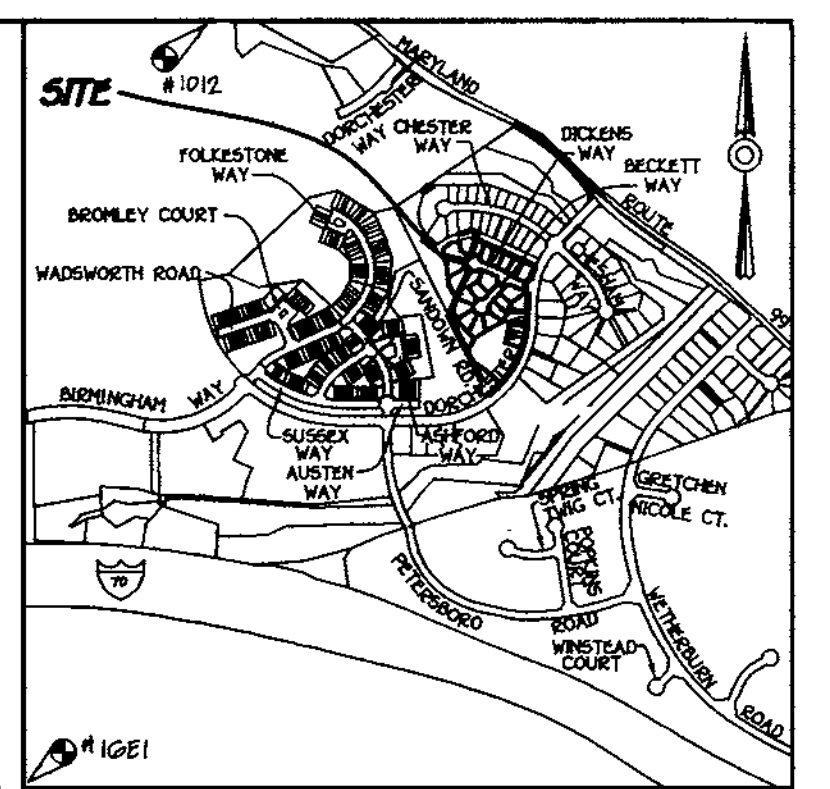 #1012
SITE
MARYLAND
DORCHESTER
WAY
CHESTER
WAY
DICKENS
WAY
BECKETT
WAY
FOLKESTONE
WAY
BROMLEY COURT
WADSWORTH ROAD
ROUTE
99
WAY
SANDOWN RD.
DORCHESTER
BIRMINGHAM WAY
SUSSEX
WAY
AUSTEN
WAY
ASHFORD
WAY
SPRING
TWIG CT.
GRETCHEN
NICOLE CT.
COURT
70
PETERSBORO
ROAD
WINSTEAD
COURT
WETHERBURN
ROAD
#16E1